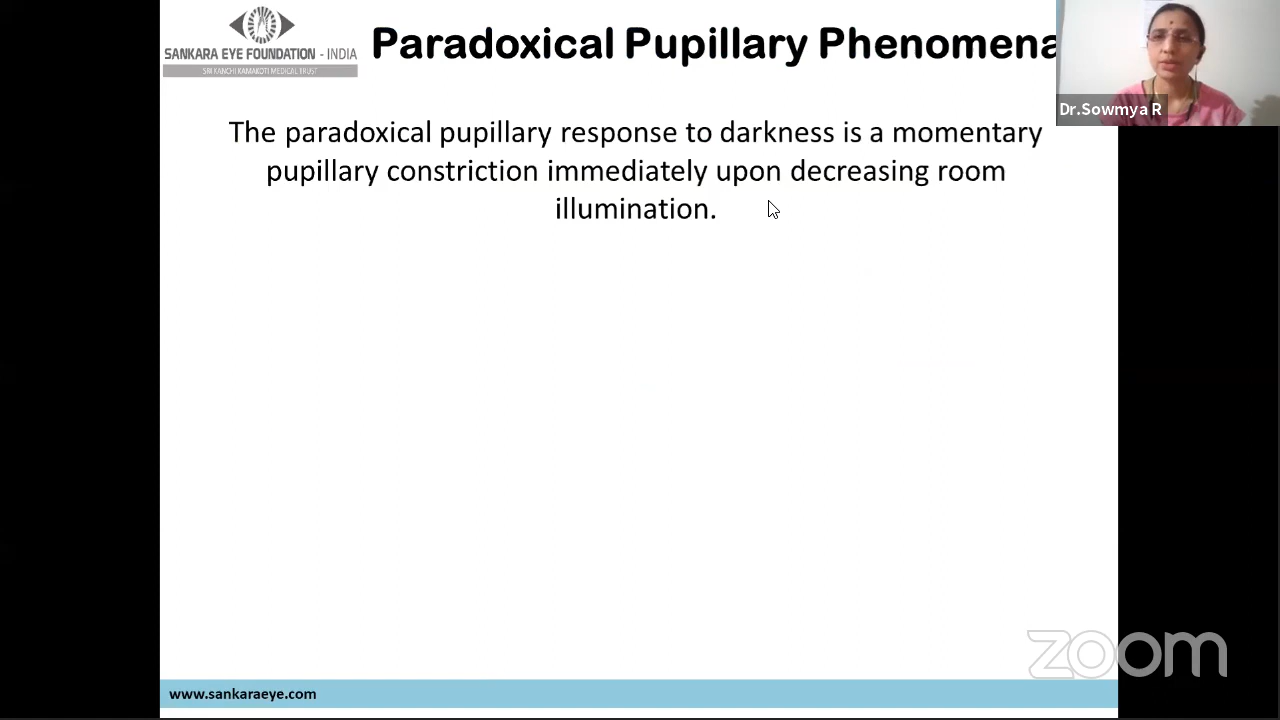 SANKARA EYE FOUNDATION - INDIA
SRI KANCHI KAMAKOTI MEDICAL TRUST
Paradoxical Pupillary Phenomena
Dr.Sowmya R
The paradoxical pupillary response to darkness is a momentary
pupillary constriction immediately upon decreasing room
illumination.
zoom
www.sankaraeye.com